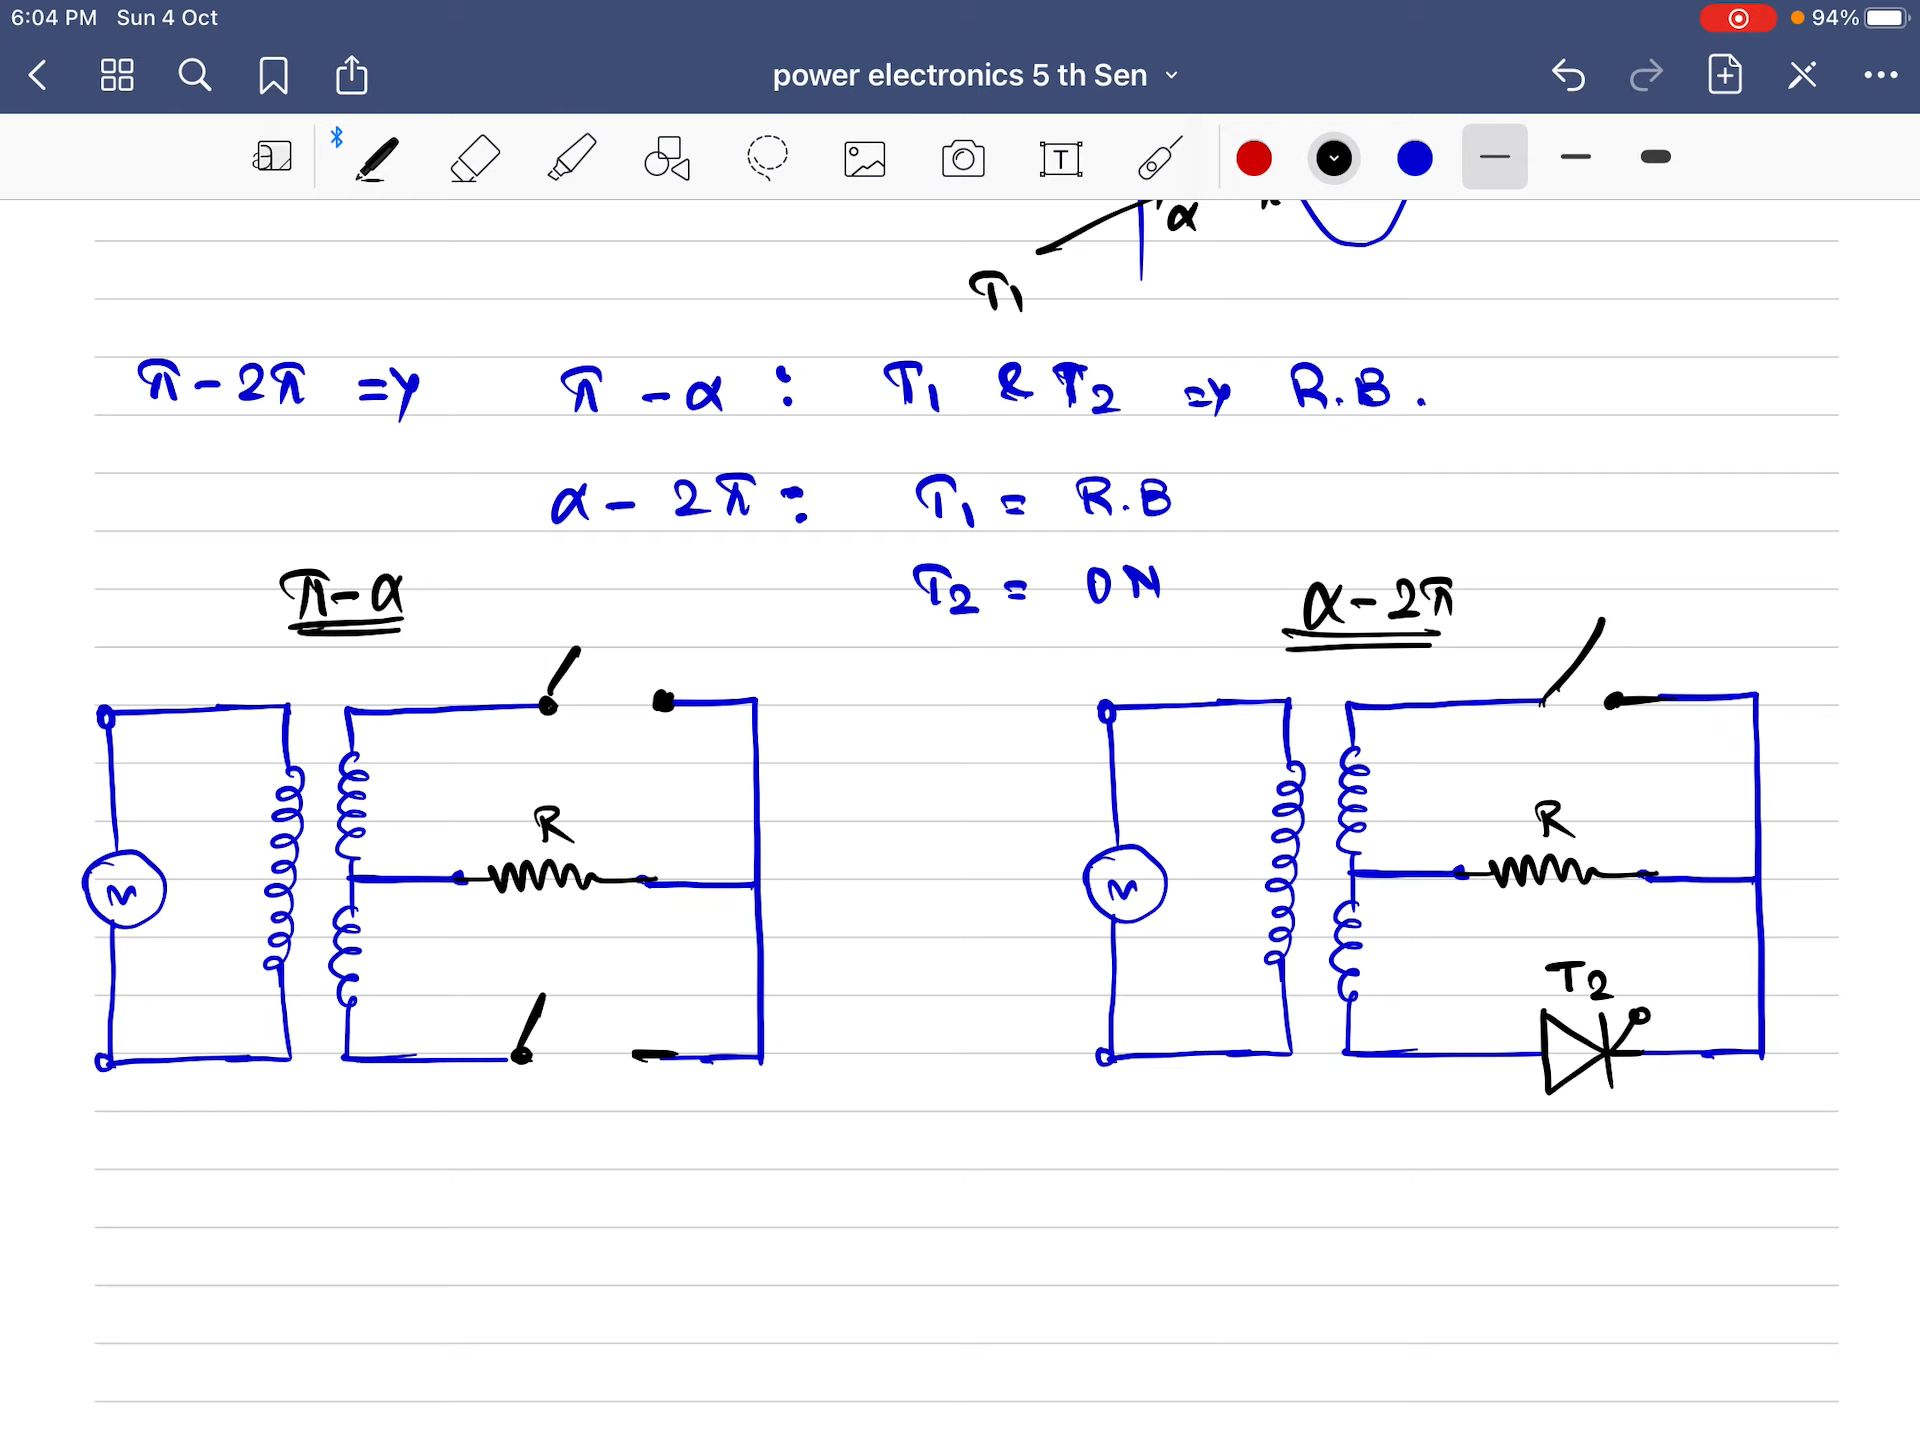 6:04 PM Sun 4 Oct 94%
power electronics 5 th Sen
T
α
T1
π-2π => π-α : T1 & T2 => R.B.
α-2π : T1 = R.B
T2 = ON
π-α
α-2π
R
R
T2